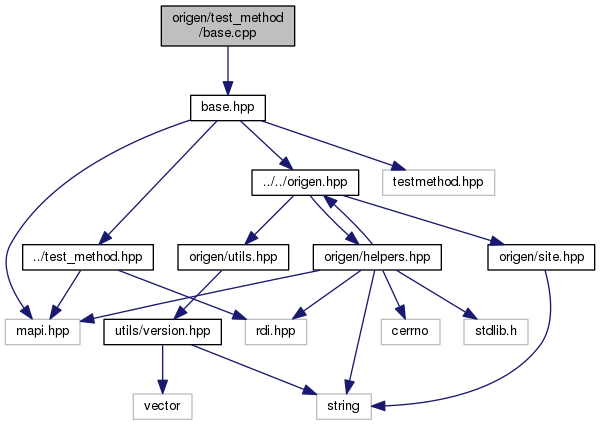 origen/test_method
/base.cpp
base.hpp
../../origen.hpp
testmethod.hpp
../test_method.hpp
origen/utils.hpp
origen/helpers.hpp
origen/site.hpp
mapi.hpp
utils/version.hpp
rdi.hpp
cerrno
stdlib.h
vector
string